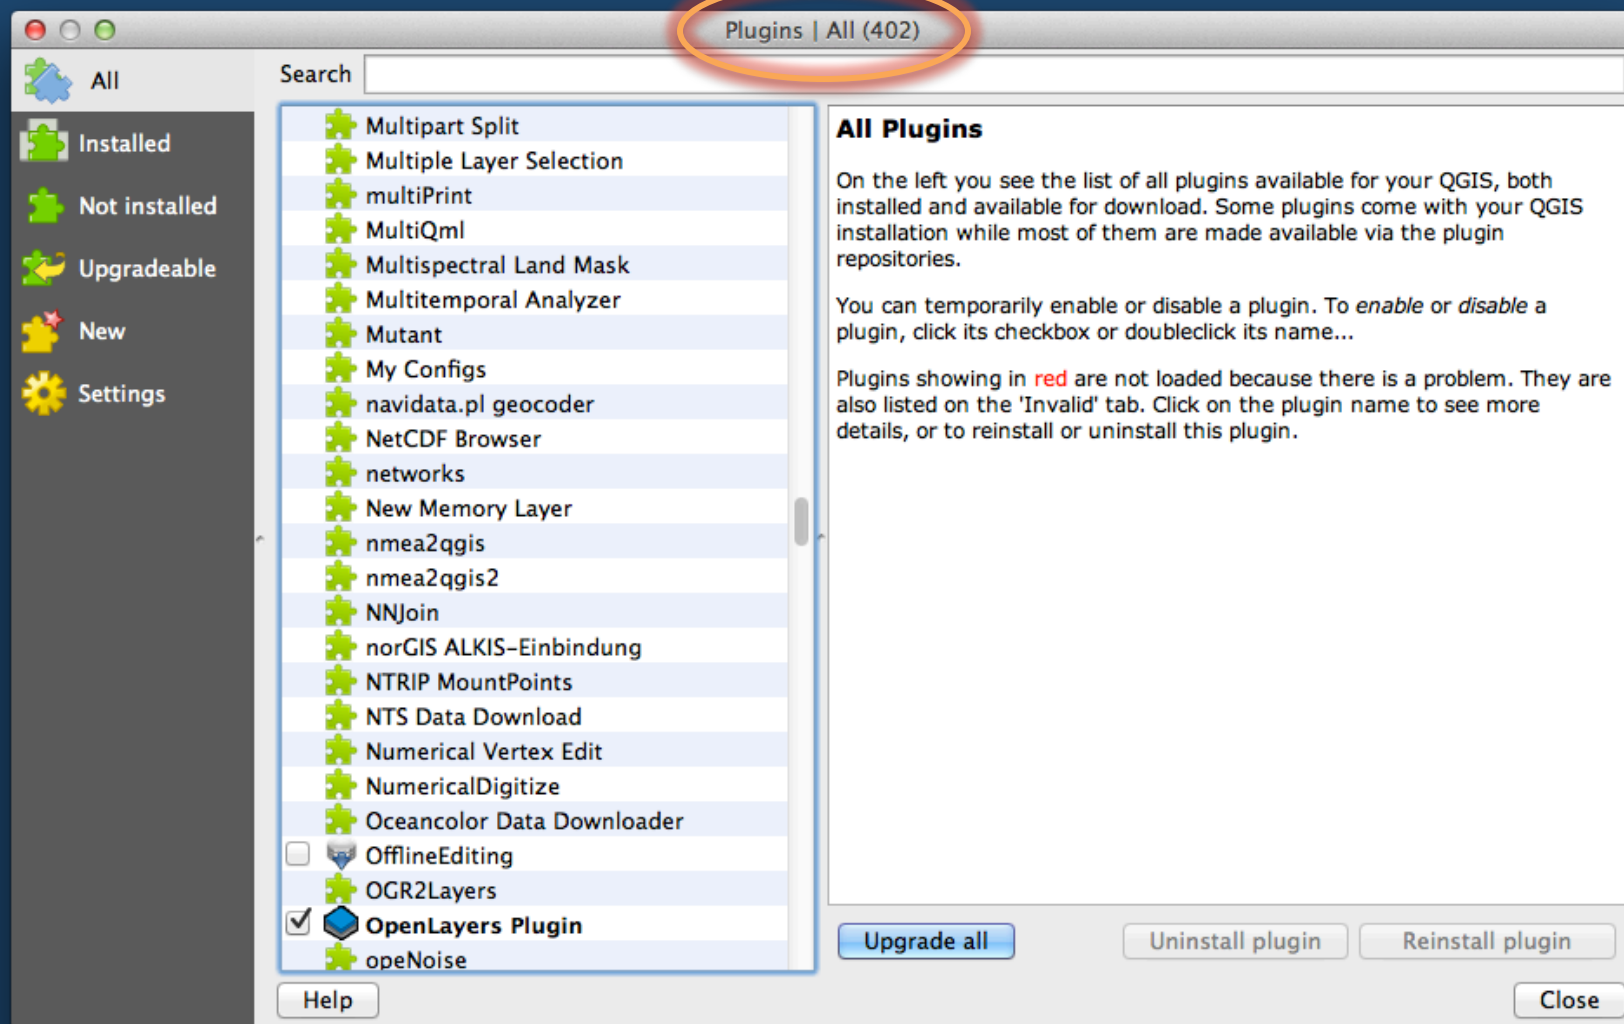 Plugins | All (402)
All
Installed
Not installed
Upgradeable
New
Settings
Search
Multipart Split
Multiple Layer Selection
multiPrint
MultiQml
Multispectral Land Mask
Multitemporal Analyzer
Mutant
My Configs
navidata.pl geocoder
NetCDF Browser
networks
New Memory Layer
nmea2qgis
nmea2qgis2
NNJoin
norGIS ALKIS-Einbindung
NTRIP MountPoints
NTS Data Download
Numerical Vertex Edit
NumericalDigitize
Oceancolor Data Downloader
OfflineEditing
OGR2Layers
OpenLayers Plugin
opeNoise
All Plugins
On the left you see the list of all plugins available for your QGIS, both
installed and available for download. Some plugins come with your QGIS
installation while most of them are made available via the plugin
repositories.
You can temporarily enable or disable a plugin. To enable or disable a
plugin, click its checkbox or doubleclick its name...
Plugins showing in red are not loaded because there is a problem. They are
also listed on the 'Invalid' tab. Click on the plugin name to see more
details, or to reinstall or uninstall this plugin.
Upgrade all
Uninstall plugin
Reinstall plugin
Help
Close